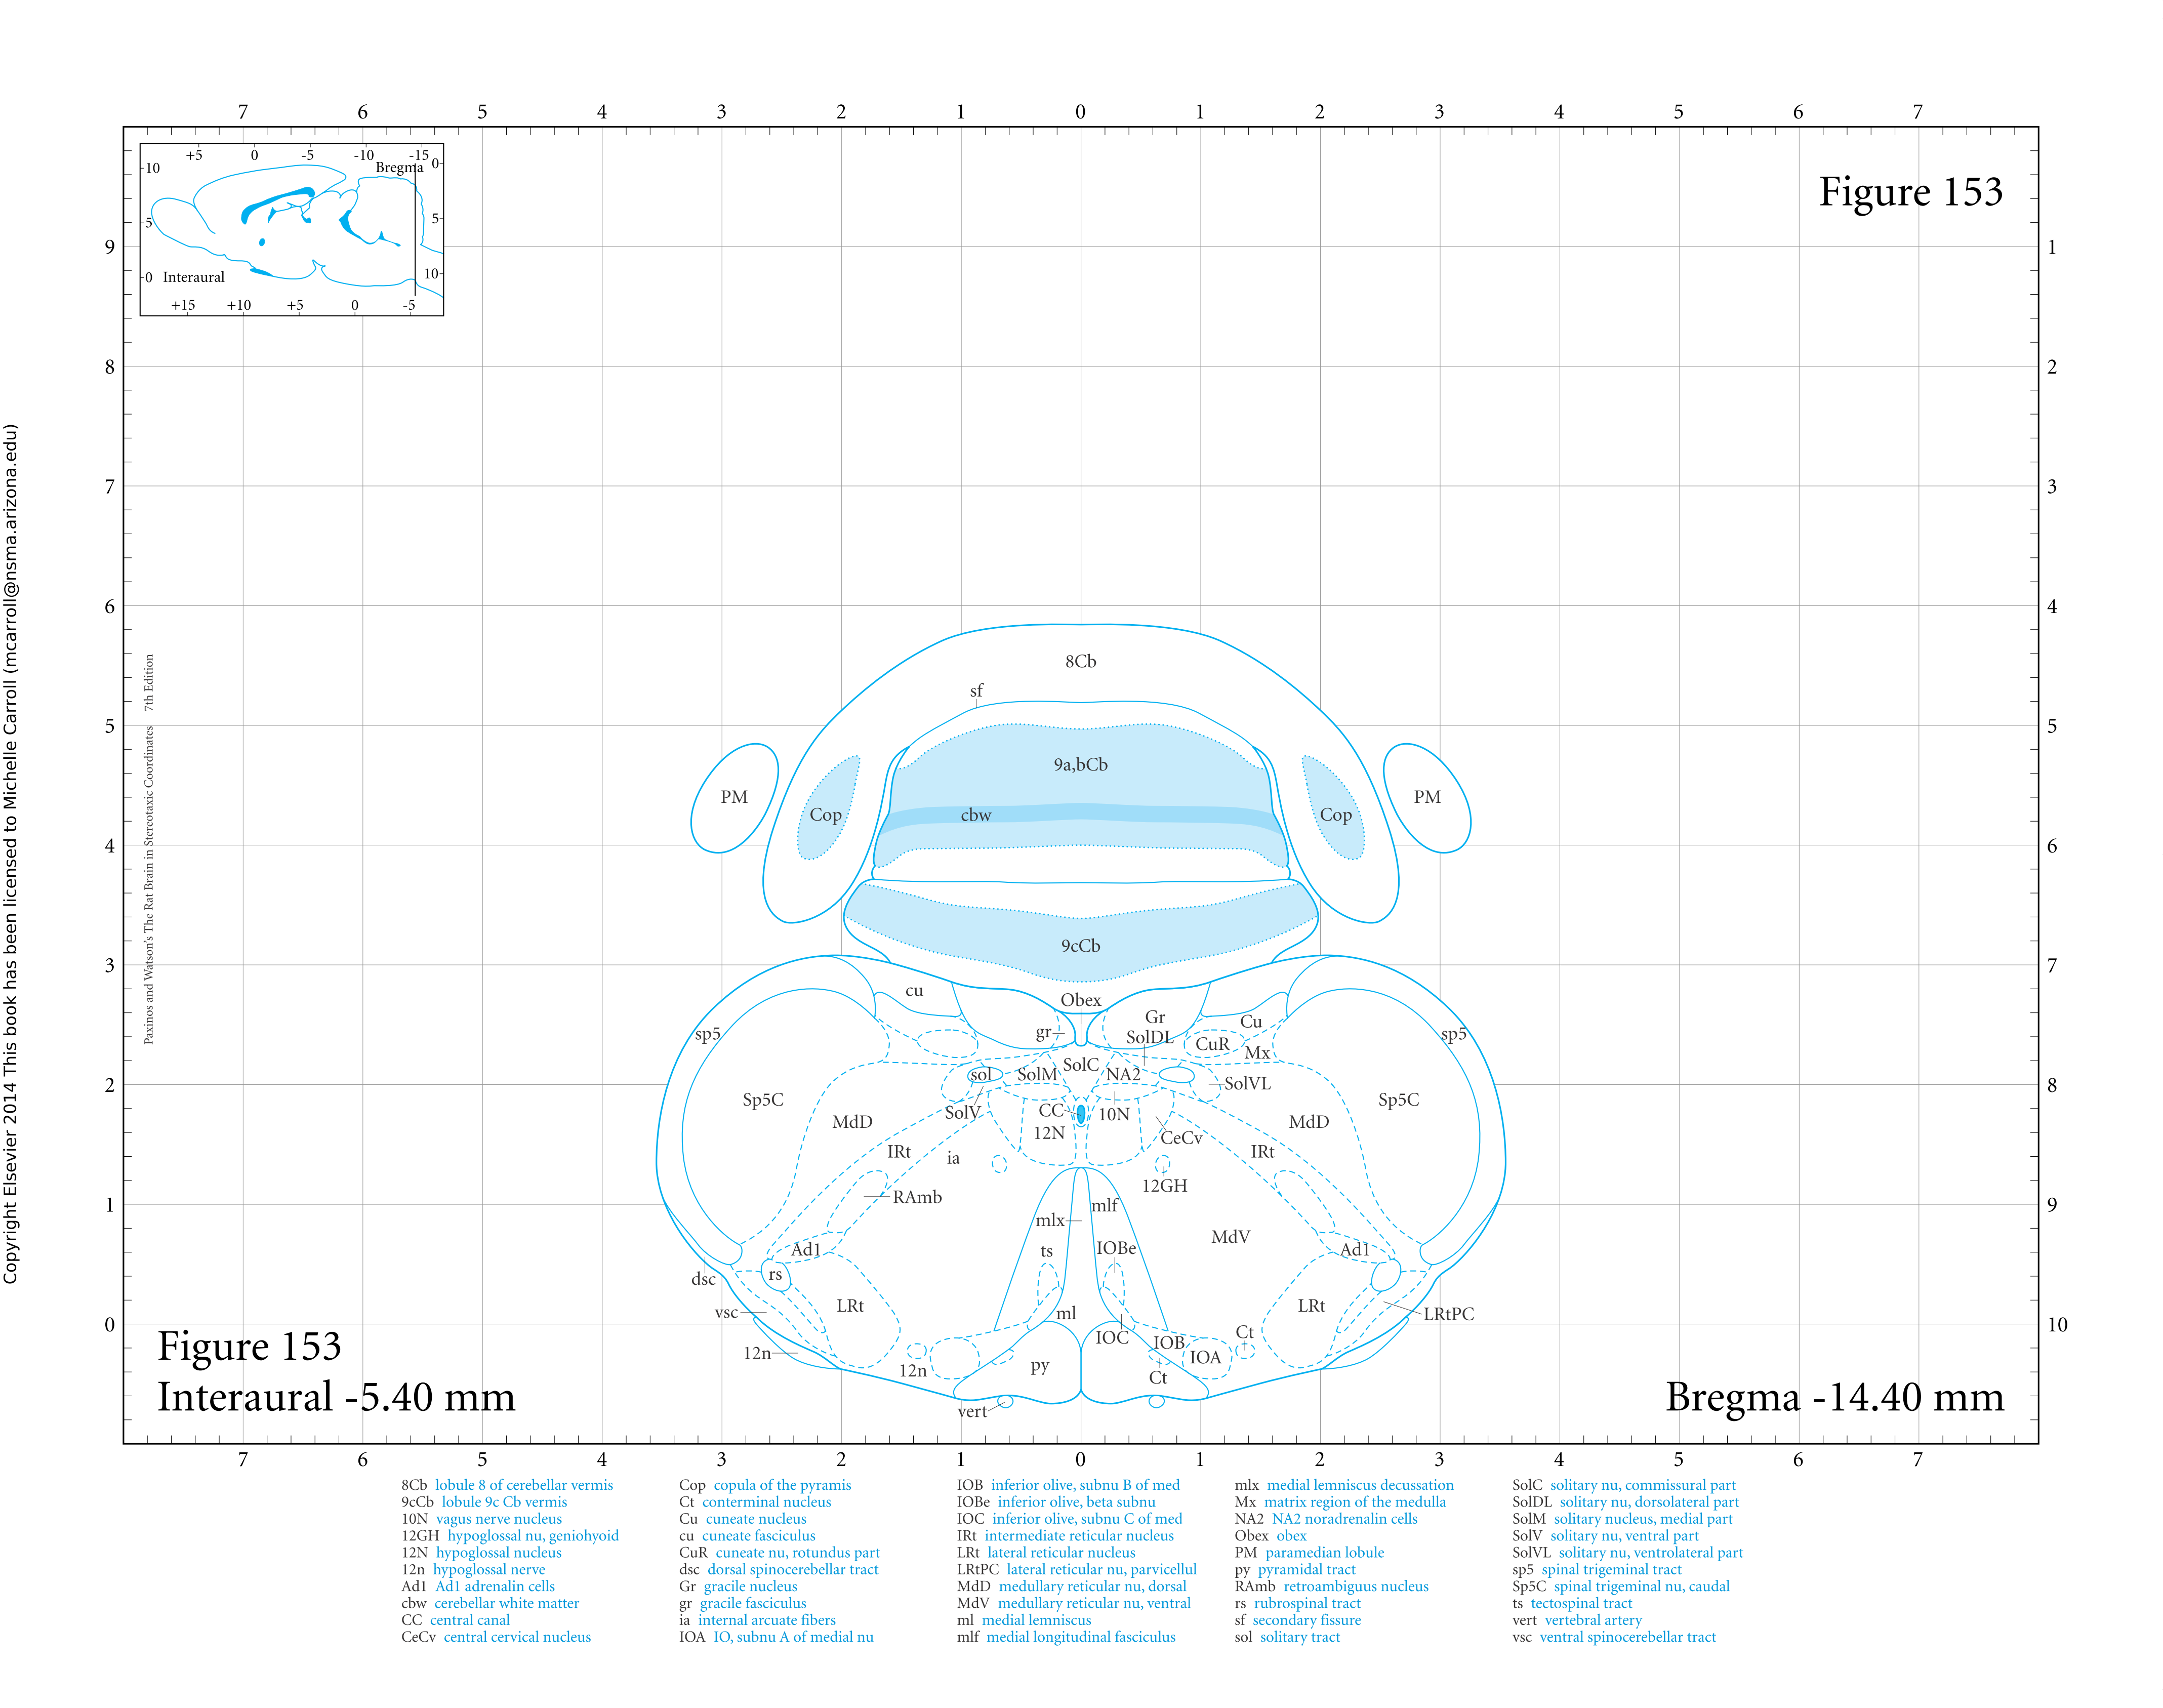 7 6 5 4 3 2 1 0 1 2 3 4 5 6 7
+5 0 -5 -10 -15
Bregma 0
10
5 5
10
0 Interaural
+15 +10 +5 0 -5
Figure 153
9 1
8 2
7 3
6 4
5 5
4 6
3 7
2 8
1 9
0 10
Copyright Elsevier 2014 This book has been licensed to Michelle Carroll (mcarroll@nsma.arizona.edu)
Paxinos and Watson's The Rat Brain in Stereotaxic Coordinates 7th Edition
8Cb
sf
9a,bCb
PM Cop cbw Cop PM
9cCb
cu Obex
Gr Cu
sp5 gr SolDL CuR Mx sp5
SolC
sol SolM NA2 SolVL
Sp5C MdD SolV CC 10N MdD Sp5C
12N CeCv
IRt ia IRt
12GH
RAmb mlf
mlx MdV
Ad1 ts IOBe Ad1
dsc rs
vsc LRt ml LRt LRtPC
12n IOC IOB Ct
12n py IOA
Ct
vert
Figure 153
Interaural -5.40 mm
Bregma -14.40 mm
7 6 5 4 3 2 1 0 1 2 3 4 5 6 7
8Cb lobule 8 of cerebellar vermis
9cCb lobule 9c Cb vermis
10N vagus nerve nucleus
12GH hypoglossal nu, geniohyoid
12N hypoglossal nucleus
12n hypoglossal nerve
Ad1 Ad1 adrenalin cells
cbw cerebellar white matter
CC central canal
CeCv central cervical nucleus
Cop copula of the pyramis
Ct conterminal nucleus
Cu cuneate nucleus
cu cuneate fasciculus
CuR cuneate nu, rotundus part
dsc dorsal spinocerebellar tract
Gr gracile nucleus
gr gracile fasciculus
ia internal arcuate fibers
IOA IO, subnu A of medial nu
IOB inferior olive, subnu B of med
IOBe inferior olive, beta subnu
IOC inferior olive, subnu C of med
IRt intermediate reticular nucleus
LRt lateral reticular nucleus
LRtPC lateral reticular nu, parvicellul
MdD medullary reticular nu, dorsal
MdV medullary reticular nu, ventral
ml medial lemniscus
mlf medial longitudinal fasciculus
mlx medial lemniscus decussation
Mx matrix region of the medulla
NA2 NA2 noradrenalin cells
Obex obex
PM paramedian lobule
py pyramidal tract
RAmb retroambiguus nucleus
rs rubrospinal tract
sf secondary fissure
sol solitary tract
SolC solitary nu, commissural part
SolDL solitary nu, dorsolateral part
SolM solitary nucleus, medial part
SolV solitary nu, ventral part
SolVL solitary nu, ventrolateral part
sp5 spinal trigeminal tract
Sp5C spinal trigeminal nu, caudal
ts tectospinal tract
vert vertebral artery
vsc ventral spinocerebellar tract